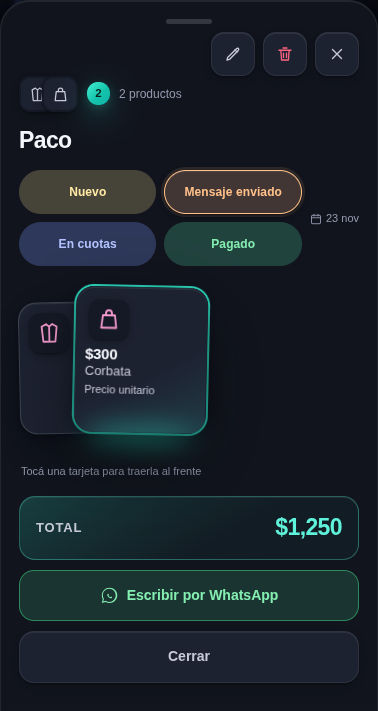 2
2 productos
Paco
Nuevo
Mensaje enviado
23 nov
En cuotas
Pagado
$300
Corbata
Precio unitario
Tocá una tarjeta para traerla al frente
TOTAL
$1,250
Escribir por WhatsApp
Cerrar